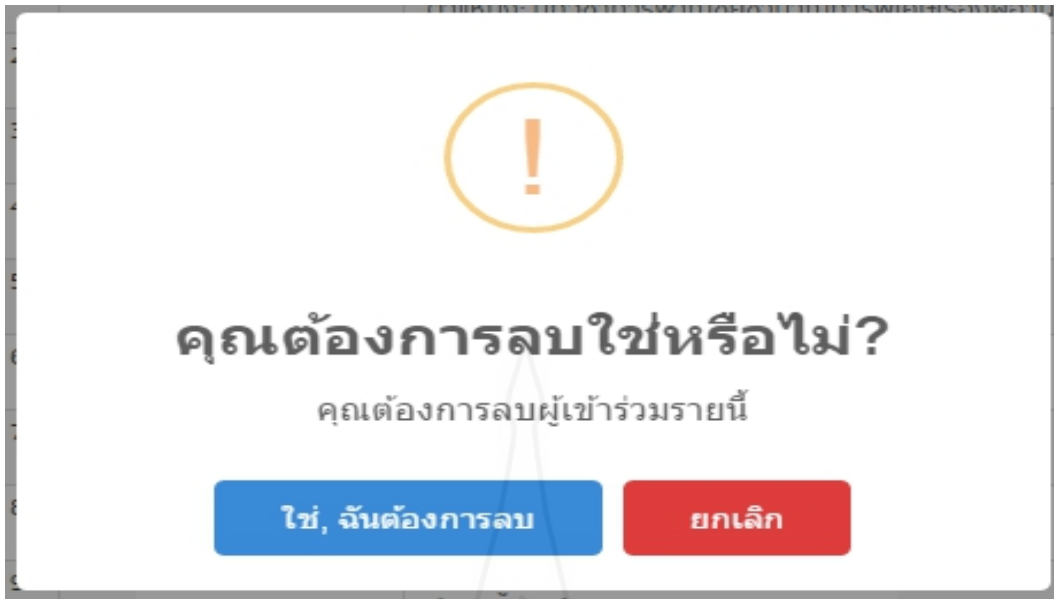 !
คุณต้องการลบใช่หรือไม่?
คุณต้องการลบผู้เข้าร่วมรายนี้
ใช่, ฉันต้องการลบ
ยกเลิก